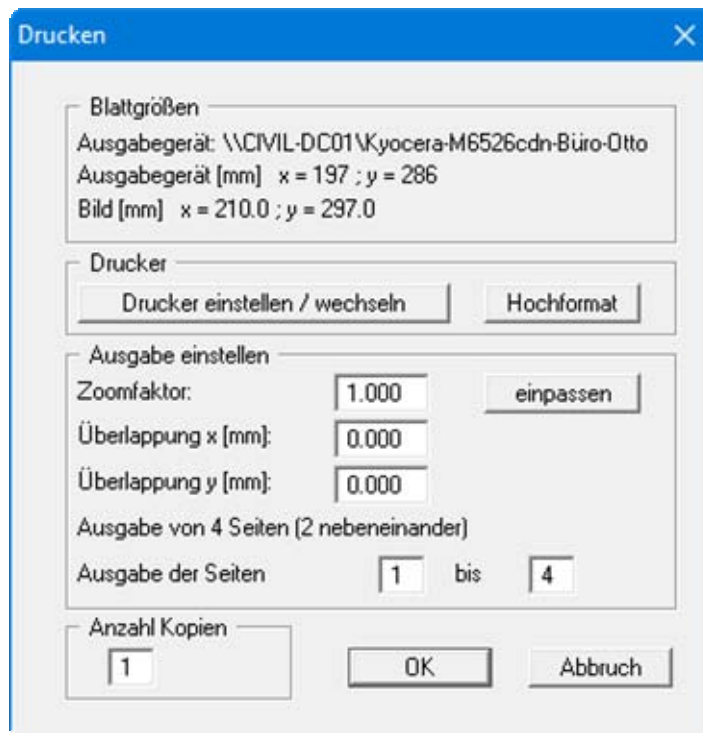 Drucken
Blattgrößen
Ausgabegerät: \\CIVIL-DC01\Kyocera-M6526cdn-Büro-Otto
Ausgabegerät [mm]   x = 197 ; y = 286
Bild [mm]   x = 210.0 ; y = 297.0
Drucker
Drucker einstellen / wechseln   Hochformat
Ausgabe einstellen
Zoomfaktor:   1.000   einpassen
Überlappung x [mm]:   0.000
Überlappung y [mm]:   0.000
Ausgabe von 4 Seiten (2 nebeneinander)
Ausgabe der Seiten   1   bis   4
Anzahl Kopien
1   OK   Abbruch